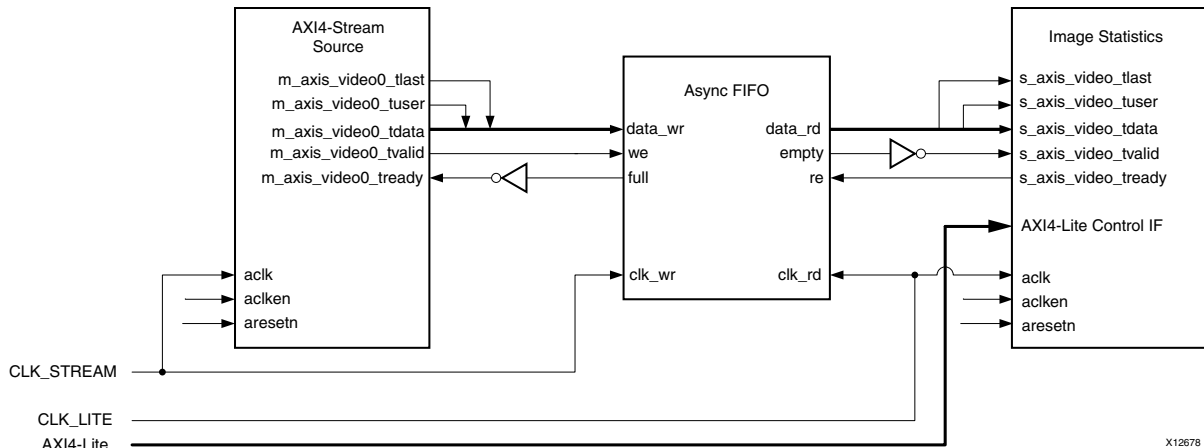 AXI4-Stream
Source
m_axis_video0_tlast
m_axis_video0_tuser
m_axis_video0_tdata
m_axis_video0_tvalid
m_axis_video0_tready
aclk
aclken
aresetn
Async FIFO
data_wr
we
full
clk_wr
data_rd
empty
re
clk_rd
Image Statistics
s_axis_video_tlast
s_axis_video_tuser
s_axis_video_tdata
s_axis_video_tvalid
s_axis_video_tready
AXI4-Lite Control IF
aclk
aclken
aresetn
CLK_STREAM
CLK_LITE
AXI4-Lite
X12678